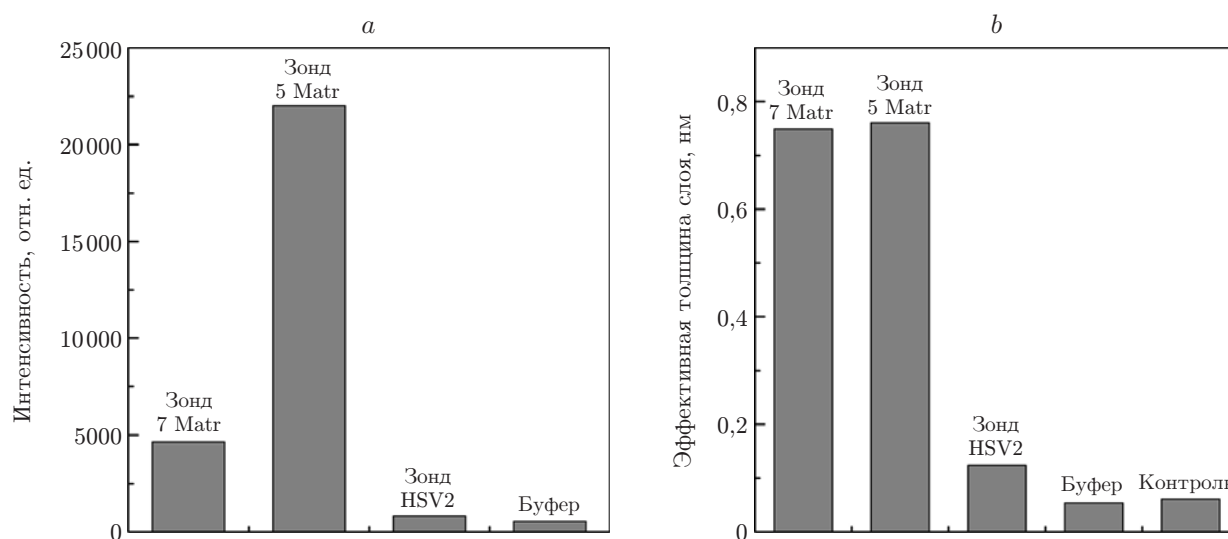 a
Интенсивность, отн. ед.
25 000
20 000
15 000
10 000
5000
0
Зонд
7 Matr
Зонд
5 Matr
Зонд
HSV2
Буфер
b
Эффективная толщина слоя, нм
0,8
0,6
0,4
0,2
0
Зонд
7 Matr
Зонд
5 Matr
Зонд
HSV2
Буфер
Контроль